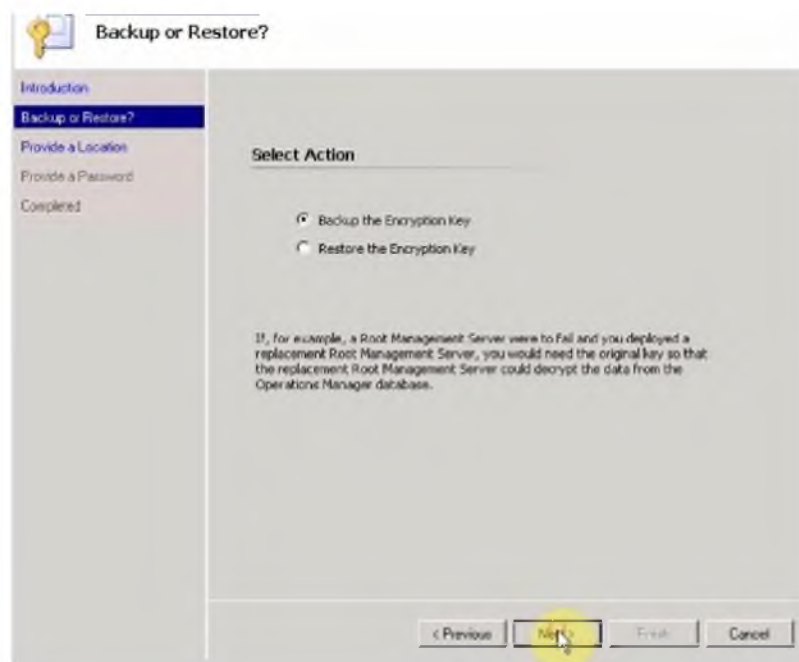 Backup or Restore?
Introduction
Backup or Restore?
Provide a Location
Provide a Password
Completed
Select Action
Backup the Encryption Key
Restore the Encryption Key
If, for example, a Root Management Server were to fail and you deployed a
replacement Root Management Server, you would need the original key so that
the replacement Root Management Server could decrypt the data from the
Operations Manager database.
< Previous
Next >
Finish
Cancel